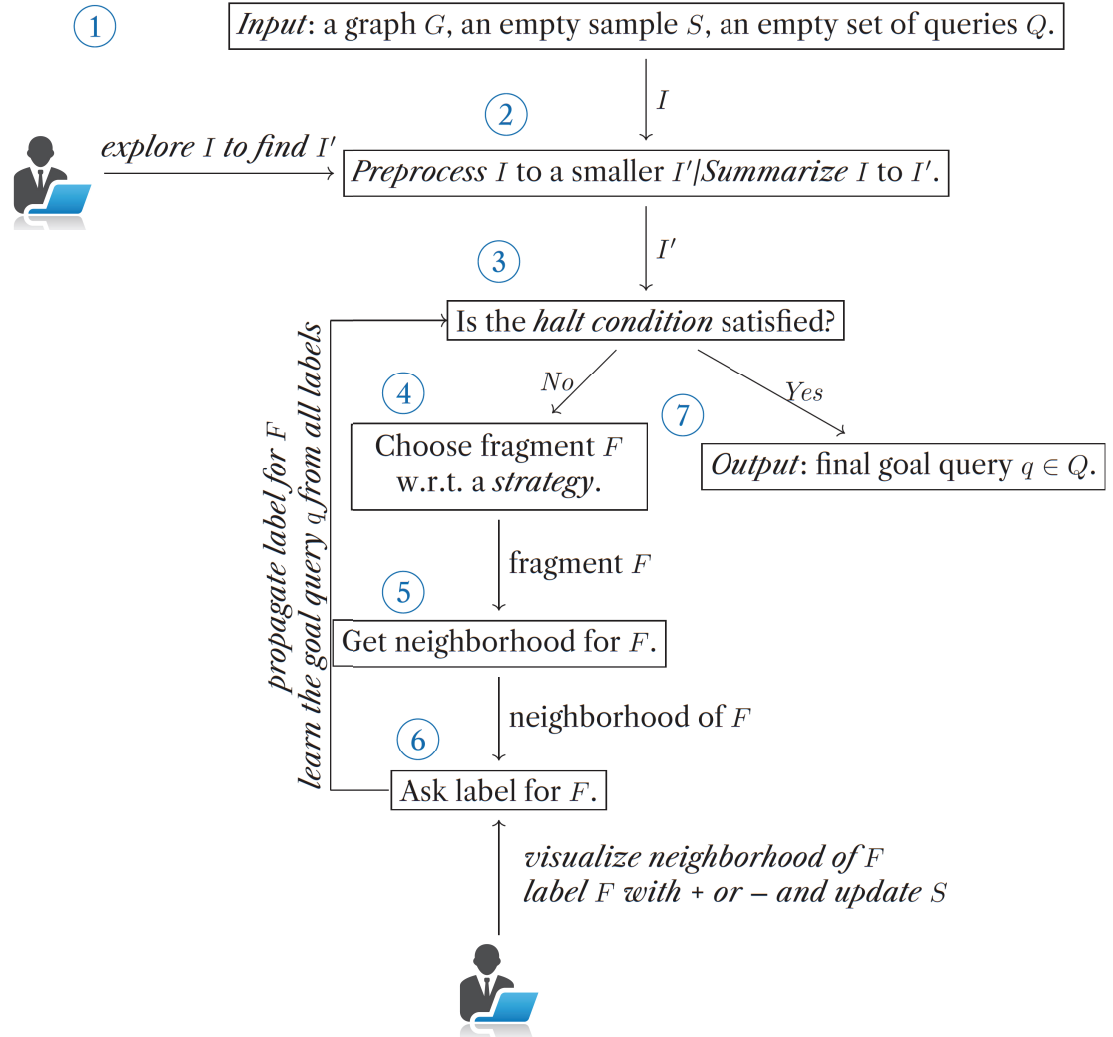 1
Input: a graph G, an empty sample S, an empty set of queries Q.
I
2
explore I to find I′
Preprocess I to a smaller I′|Summarize I to I′.
I′
3
Is the halt condition satisfied?
No
Yes
4
7
Choose fragment F
w.r.t. a strategy.
Output: final goal query q ∈ Q.
fragment F
5
Get neighborhood for F.
neighborhood of F
6
Ask label for F.
propagate label for F
learn the goal query q from all labels
visualize neighborhood of F
label F with + or – and update S